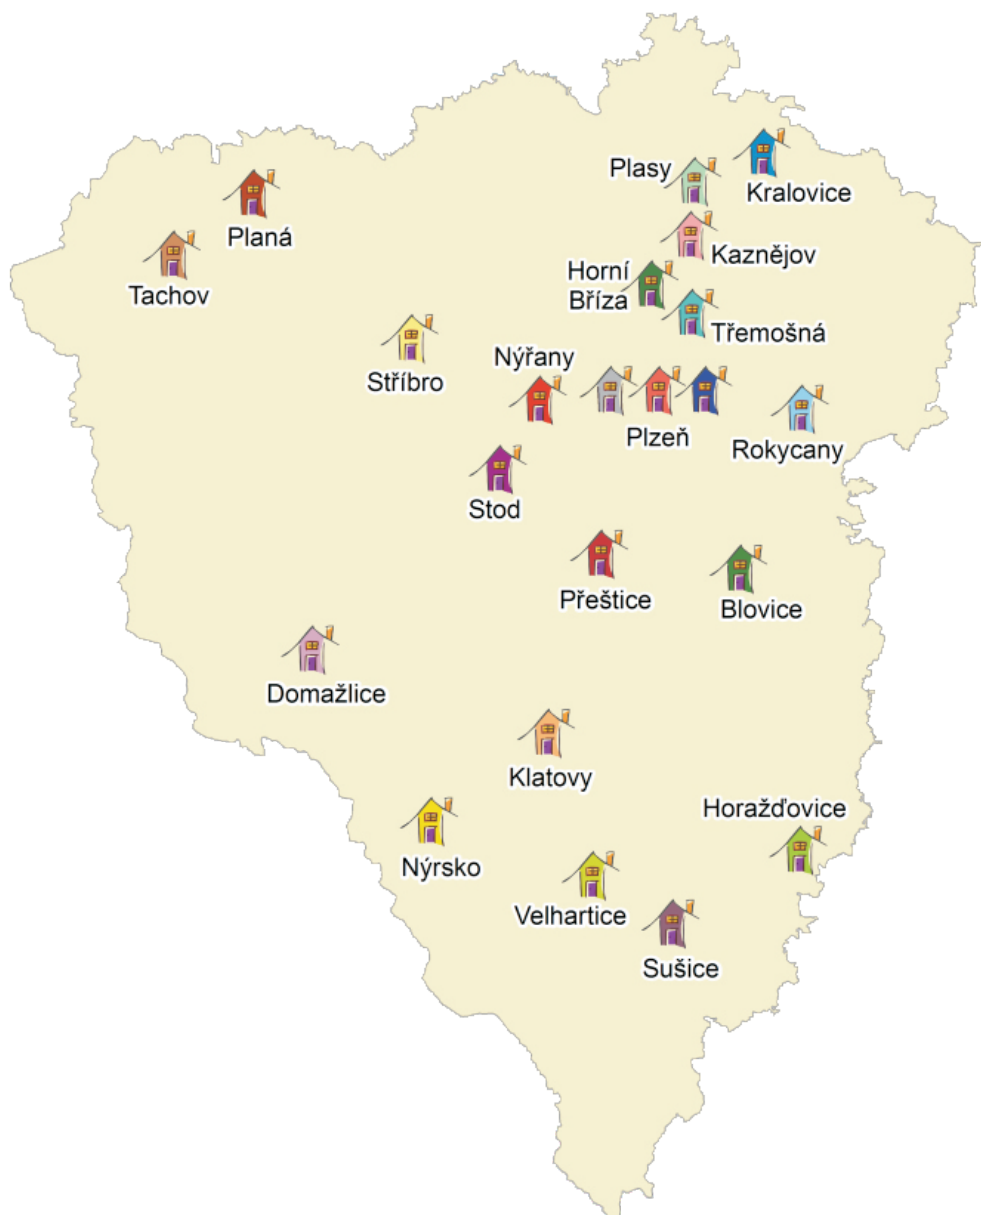 Plasy
Kralovice
Planá
Kaznějov
Tachov
Horní
Bříza
Třemošná
Nýřany
Stříbro
Plzeň
Rokycany
Stod
Přeštice
Blovice
Domažlice
Klatovy
Horažďovice
Nýrsko
Velhartice
Sušice